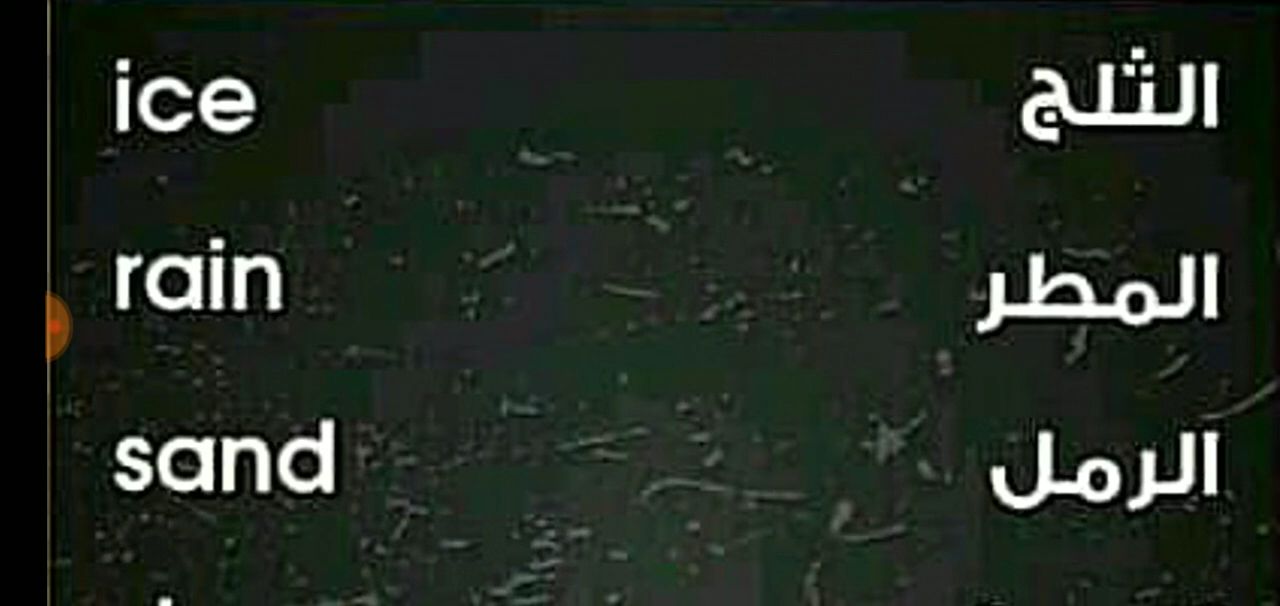 ice الثلج
rain المطر
sand الرمل